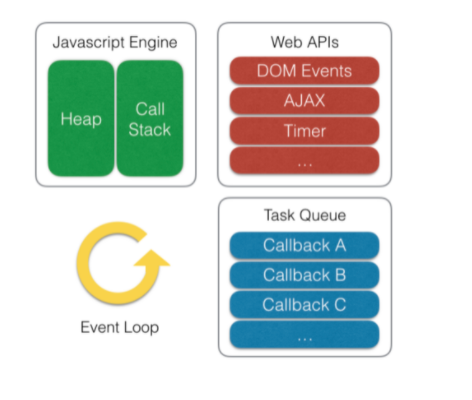 Javascript Engine
Heap
Call
Stack
Web APIs
DOM Events
AJAX
Timer
...
Task Queue
Callback A
Callback B
Callback C
...
Event Loop